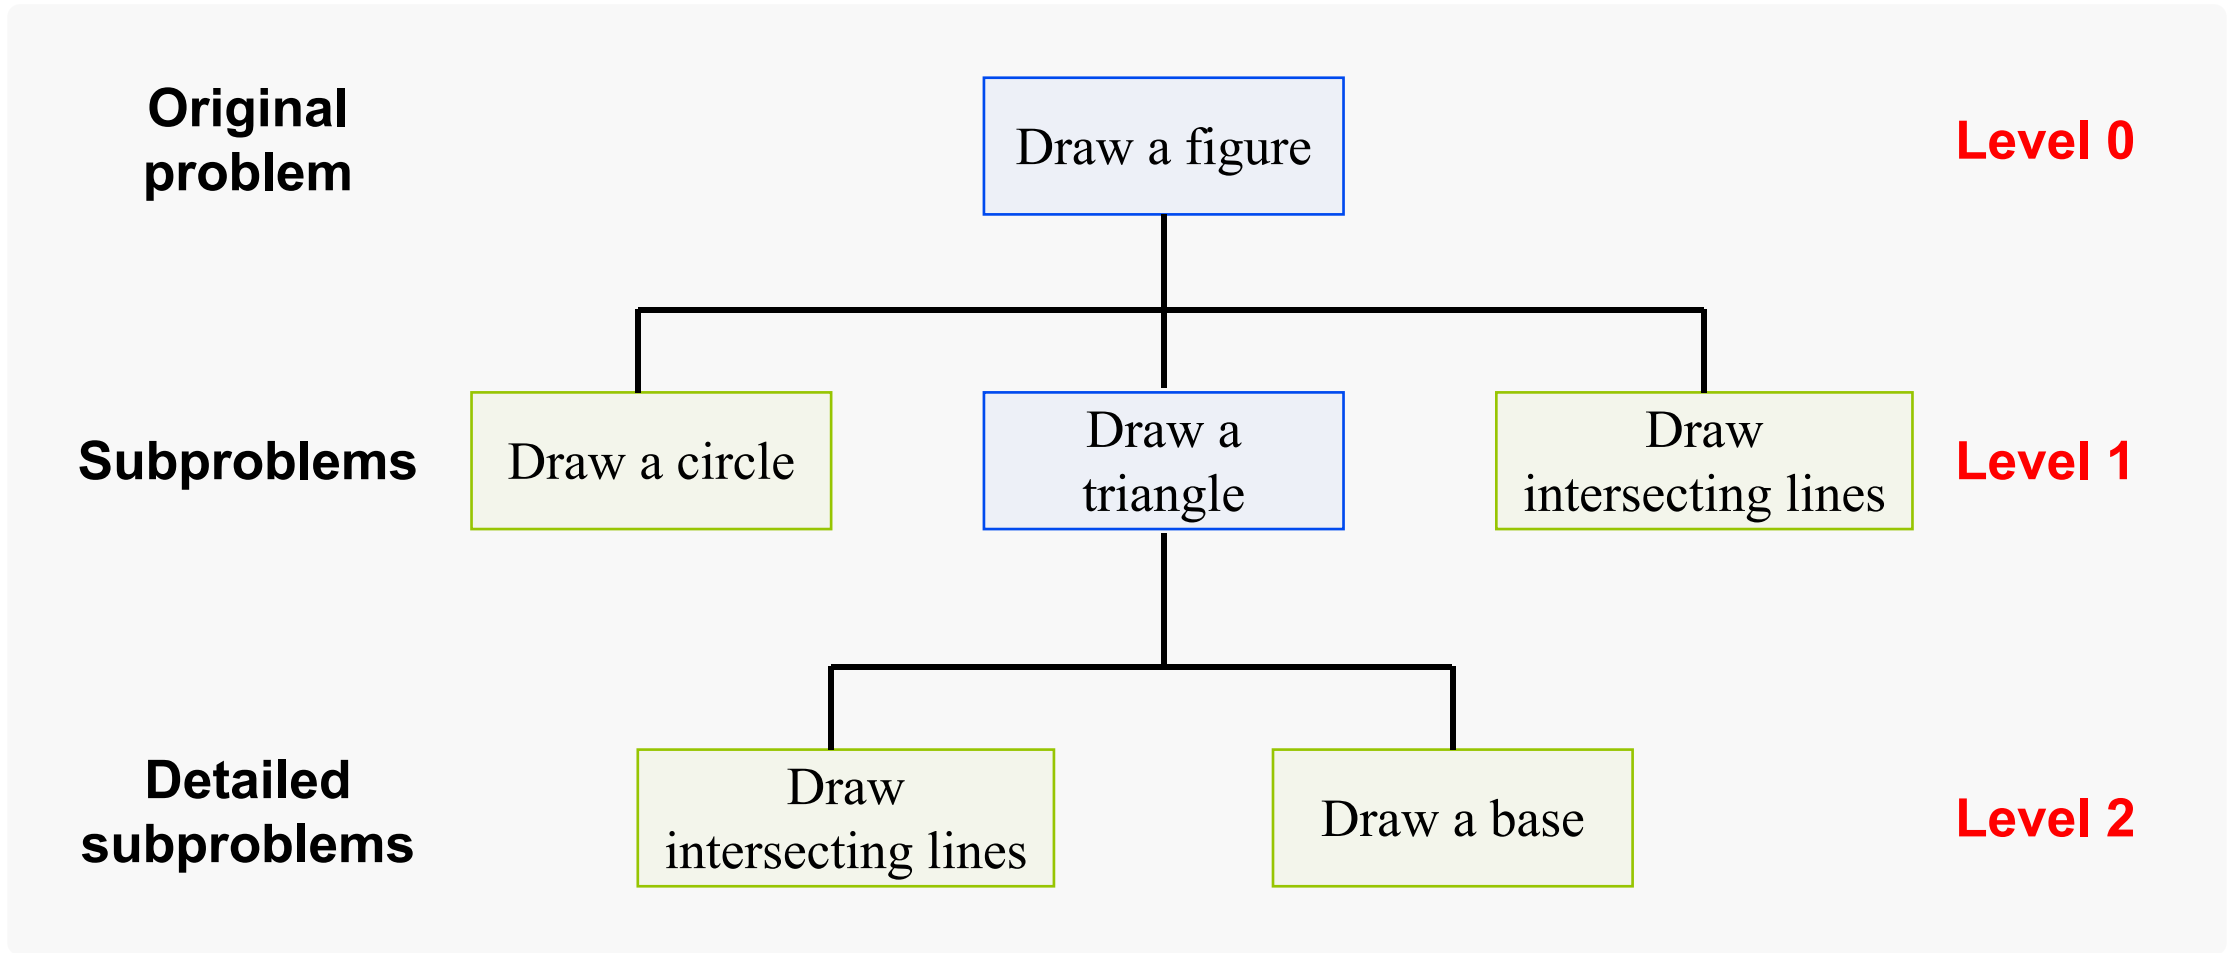 Original
problem
Draw a figure
Level 0
Subproblems
Draw a circle
Draw a
triangle
Draw
intersecting lines
Level 1
Detailed
subproblems
Draw
intersecting lines
Draw a base
Level 2